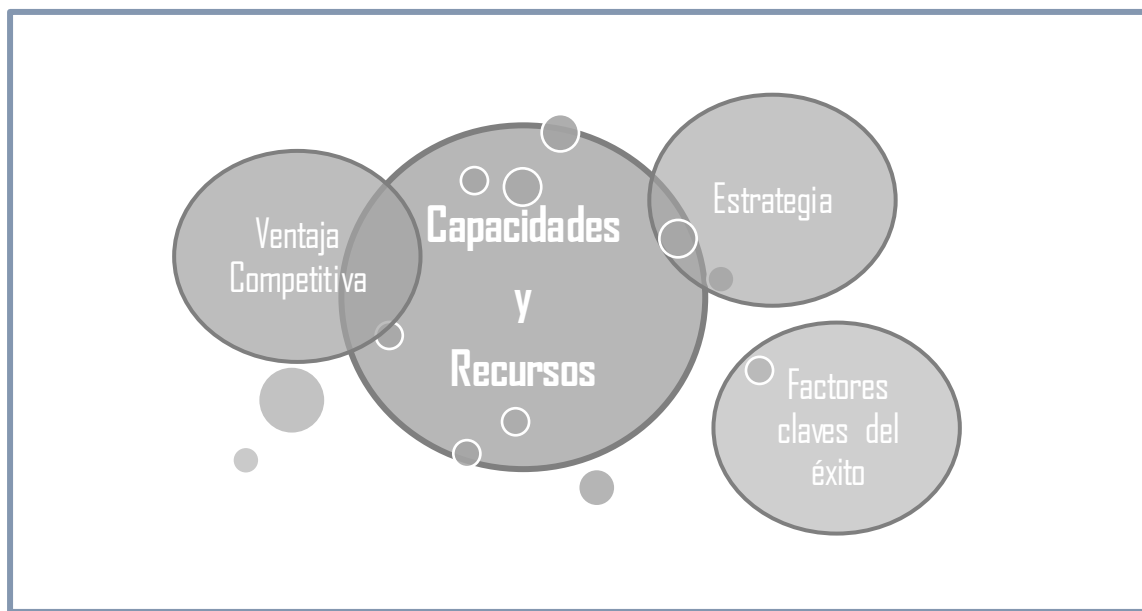 Ventaja
Competitiva
Capacidades
y
Recursos
Estrategia
Factores
claves del
éxito